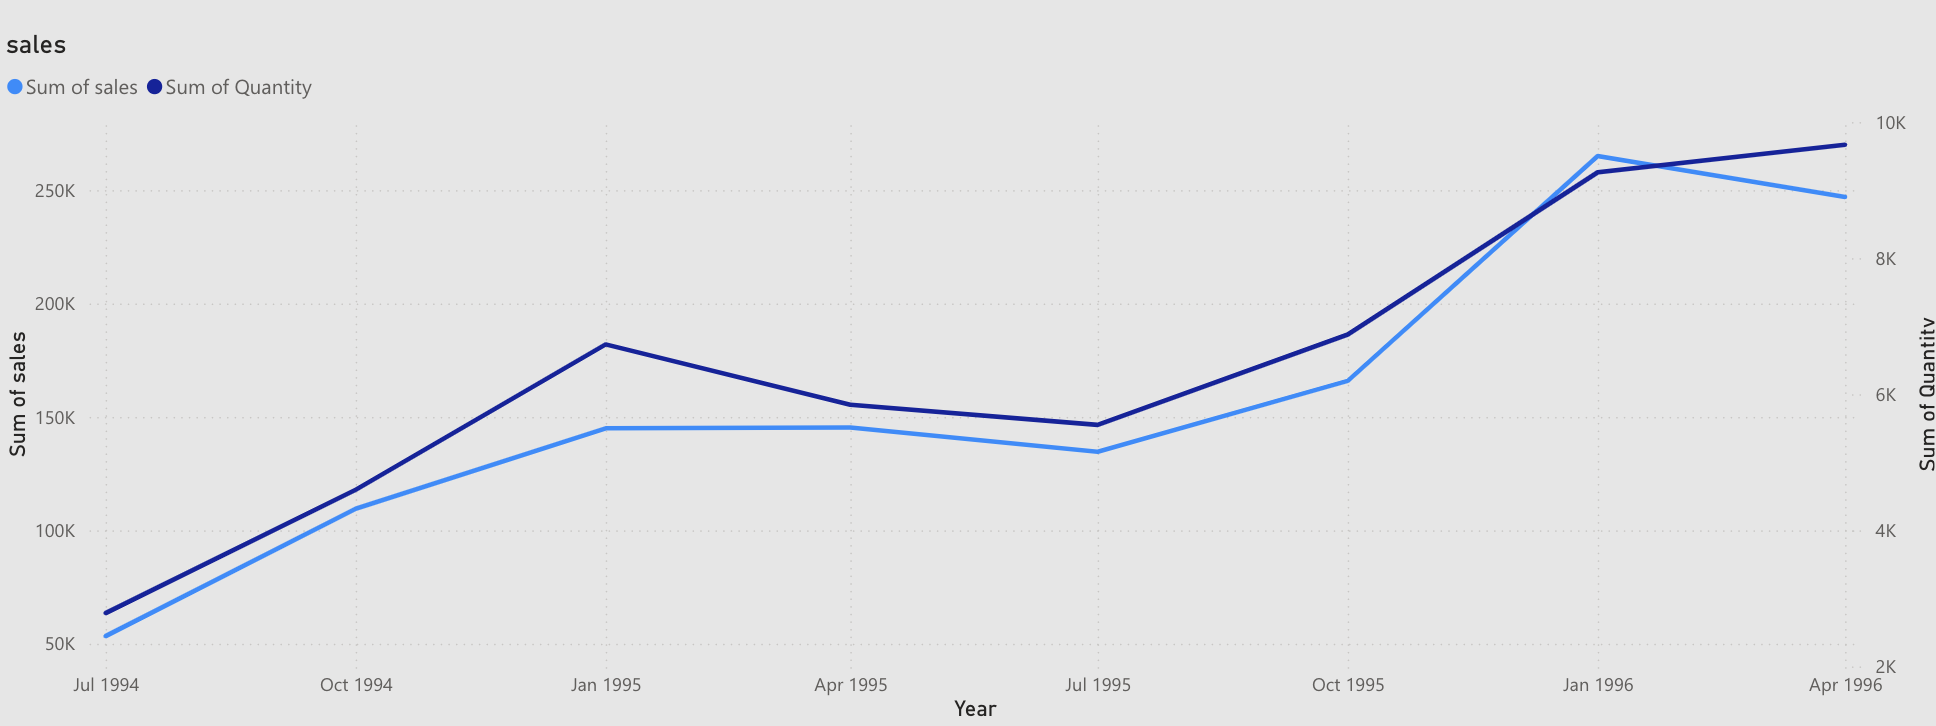 sales
Sum of sales Sum of Quantity
10K
250K
8K
200K
Sum of sales
Sum of Quantity
150K
6K
100K
4K
50K
2K
Jul 1994 Oct 1994 Jan 1995 Apr 1995 Jul 1995 Oct 1995 Jan 1996 Apr 1996
Year